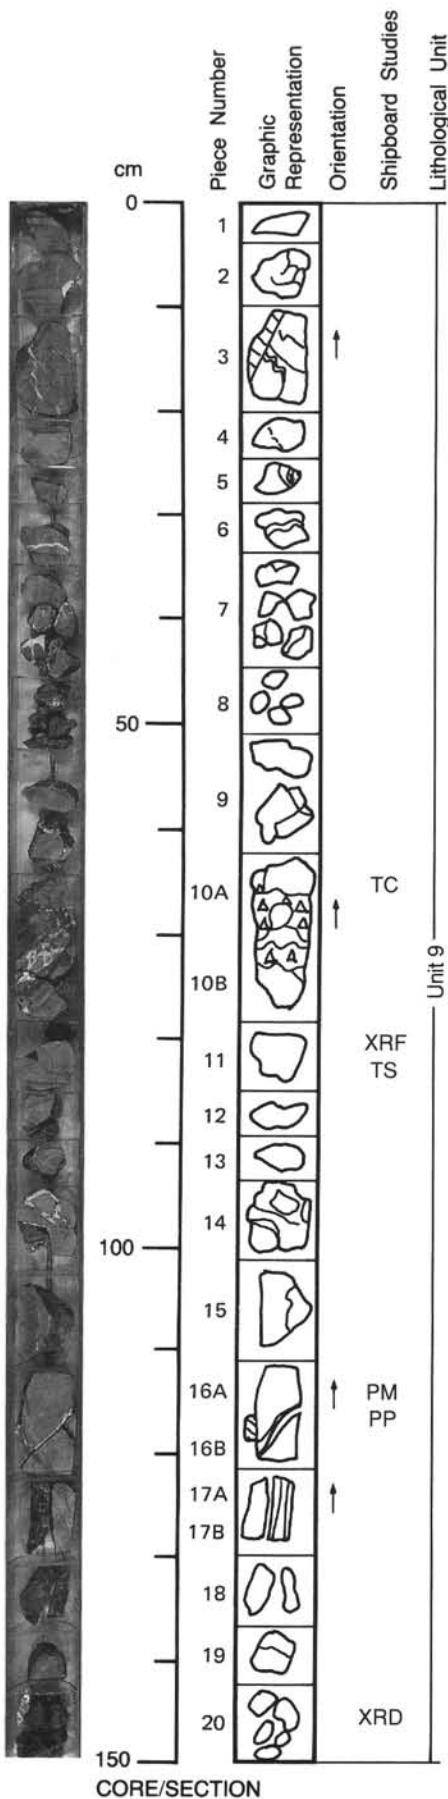 cm
Piece Number
Graphic Representation
Orientation
Shipboard Studies
Lithological Unit
0
1
2
3
4
5
6
7
8
50
9
10A TC
10B
Unit 9
11 XRF
TS
12
13
14
100
15
16A PM
PP
16B
17A
17B
18
19
20 XRD
150
CORE/SECTION